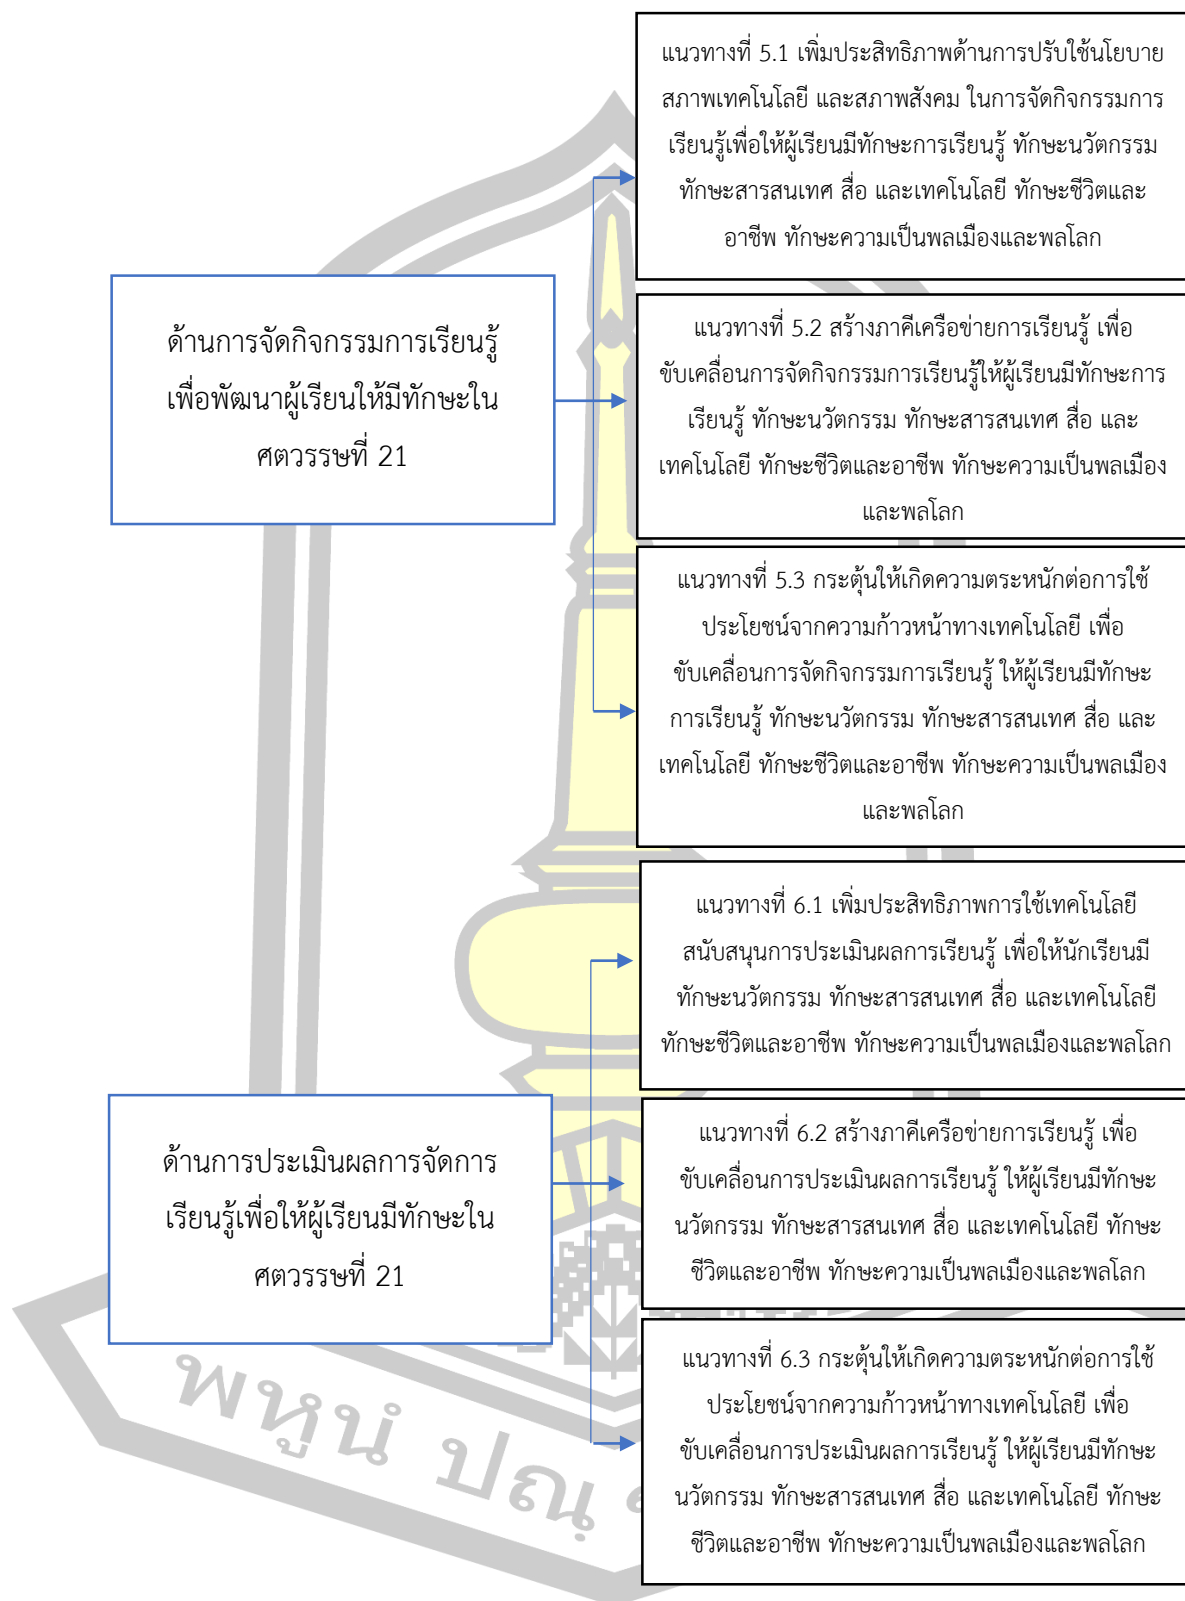 แนวทางที่ 5.1 เพิ่มประสิทธิภาพด้านการปรับใช้นโยบาย
สภาพเทคโนโลยี และสภาพสังคม ในการจัดกิจกรรมการ
เรียนรู้เพื่อให้ผู้เรียนมีทักษะการเรียนรู้ ทักษะนวัตกรรม
ทักษะสารสนเทศ สื่อ และเทคโนโลยี ทักษะชีวิตและ
อาชีพ ทักษะความเป็นพลเมืองและพลโลก
ด้านการจัดกิจกรรมการเรียนรู้
เพื่อพัฒนาผู้เรียนให้มีทักษะใน
ศตวรรษที่ 21
แนวทางที่ 5.2 สร้างภาคีเครือข่ายการเรียนรู้ เพื่อ
ขับเคลื่อนการจัดกิจกรรมการเรียนรู้ให้ผู้เรียนมีทักษะการ
เรียนรู้ ทักษะนวัตกรรม ทักษะสารสนเทศ สื่อ และ
เทคโนโลยี ทักษะชีวิตและอาชีพ ทักษะความเป็นพลเมือง
และพลโลก
แนวทางที่ 5.3 กระตุ้นให้เกิดความตระหนักต่อการใช้
ประโยชน์จากความก้าวหน้าทางเทคโนโลยี เพื่อ
ขับเคลื่อนการจัดกิจกรรมการเรียนรู้ ให้ผู้เรียนมีทักษะ
การเรียนรู้ ทักษะนวัตกรรม ทักษะสารสนเทศ สื่อ และ
เทคโนโลยี ทักษะชีวิตและอาชีพ ทักษะความเป็นพลเมือง
และพลโลก
แนวทางที่ 6.1 เพิ่มประสิทธิภาพการใช้เทคโนโลยี
สนับสนุนการประเมินผลการเรียนรู้ เพื่อให้นักเรียนมี
ทักษะนวัตกรรม ทักษะสารสนเทศ สื่อ และเทคโนโลยี
ทักษะชีวิตและอาชีพ ทักษะความเป็นพลเมืองและพลโลก
ด้านการประเมินผลการจัดการ
เรียนรู้เพื่อให้ผู้เรียนมีทักษะใน
ศตวรรษที่ 21
แนวทางที่ 6.2 สร้างภาคีเครือข่ายการเรียนรู้ เพื่อ
ขับเคลื่อนการประเมินผลการเรียนรู้ ให้ผู้เรียนมีทักษะ
นวัตกรรม ทักษะสารสนเทศ สื่อ และเทคโนโลยี ทักษะ
ชีวิตและอาชีพ ทักษะความเป็นพลเมืองและพลโลก
แนวทางที่ 6.3 กระตุ้นให้เกิดความตระหนักต่อการใช้
ประโยชน์จากความก้าวหน้าทางเทคโนโลยี เพื่อ
ขับเคลื่อนการประเมินผลการเรียนรู้ ให้ผู้เรียนมีทักษะ
นวัตกรรม ทักษะสารสนเทศ สื่อ และเทคโนโลยี ทักษะ
ชีวิตและอาชีพ ทักษะความเป็นพลเมืองและพลโลก
พหูนํ ปณฺ